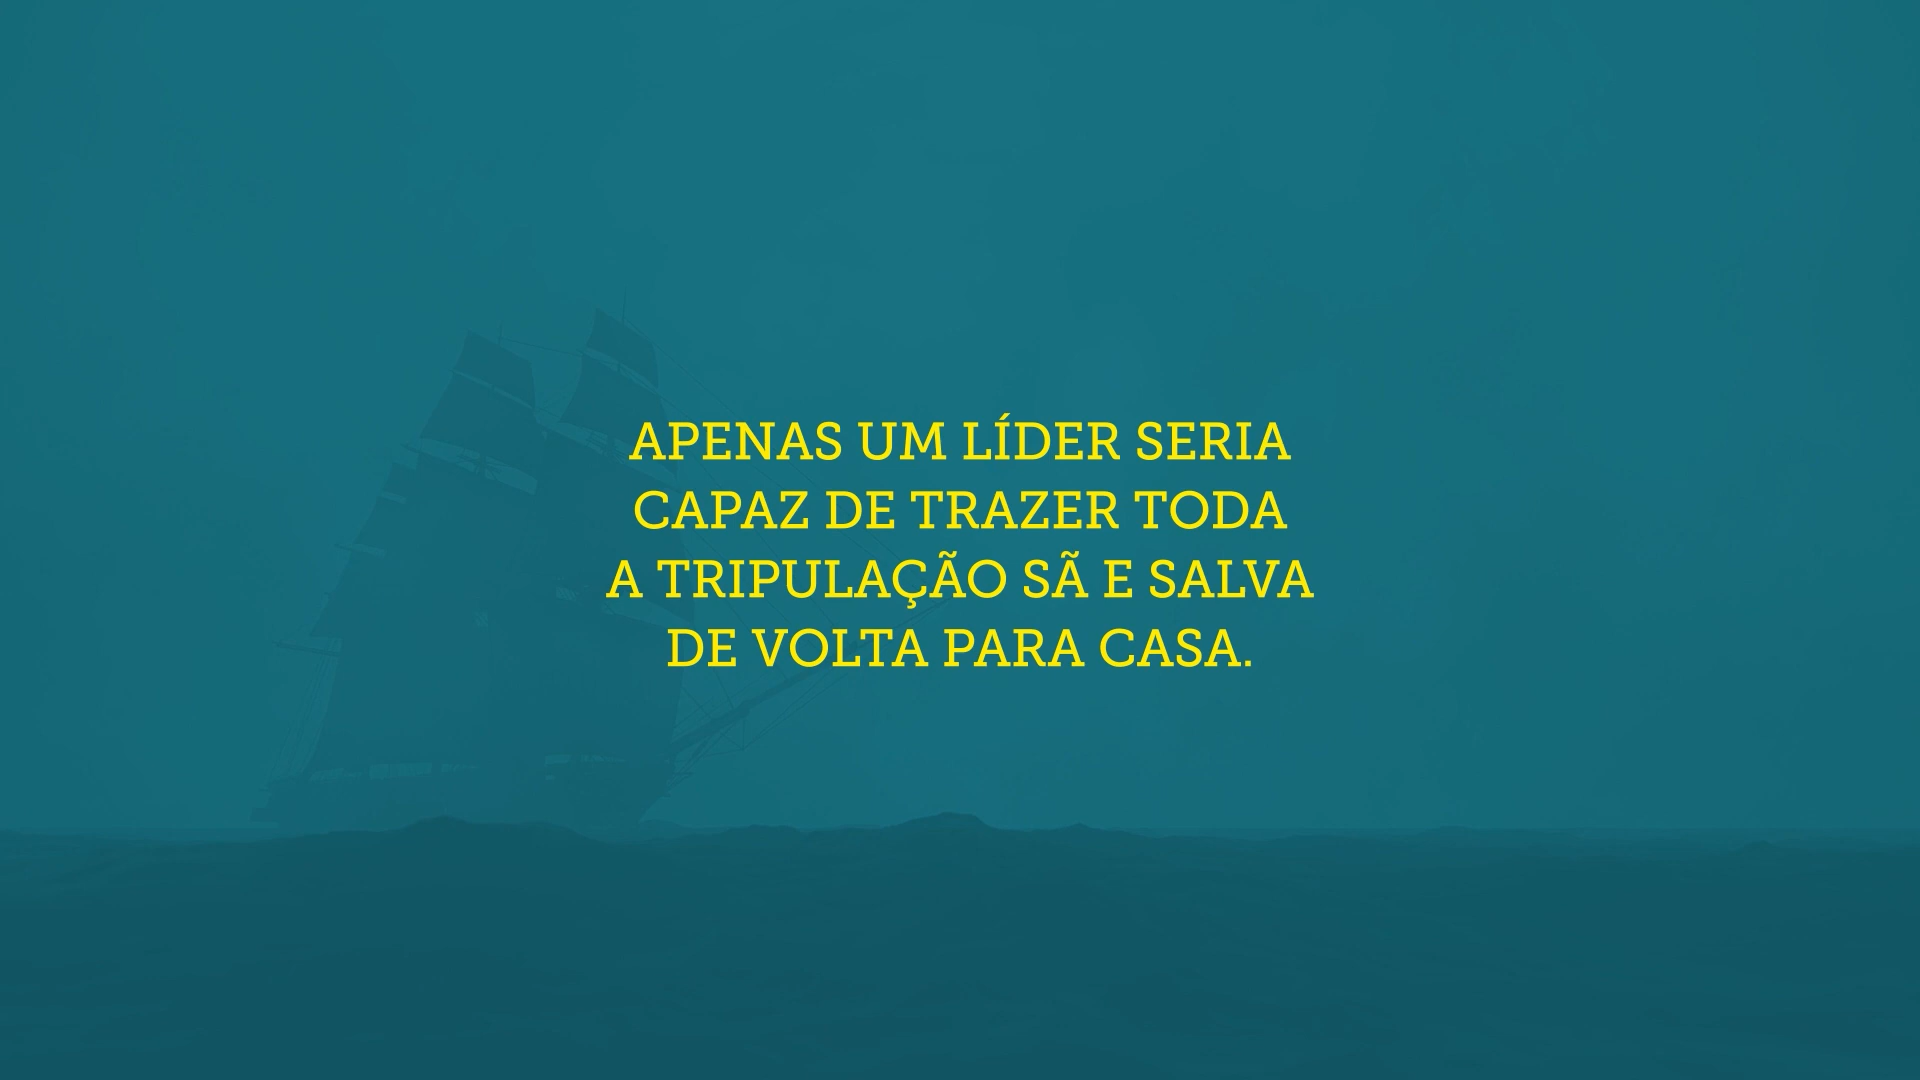 APENAS UM LÍDER SERIA
CAPAZ DE TRAZER TODA
A TRIPULAÇÃO SÃ E SALVA
DE VOLTA PARA CASA.